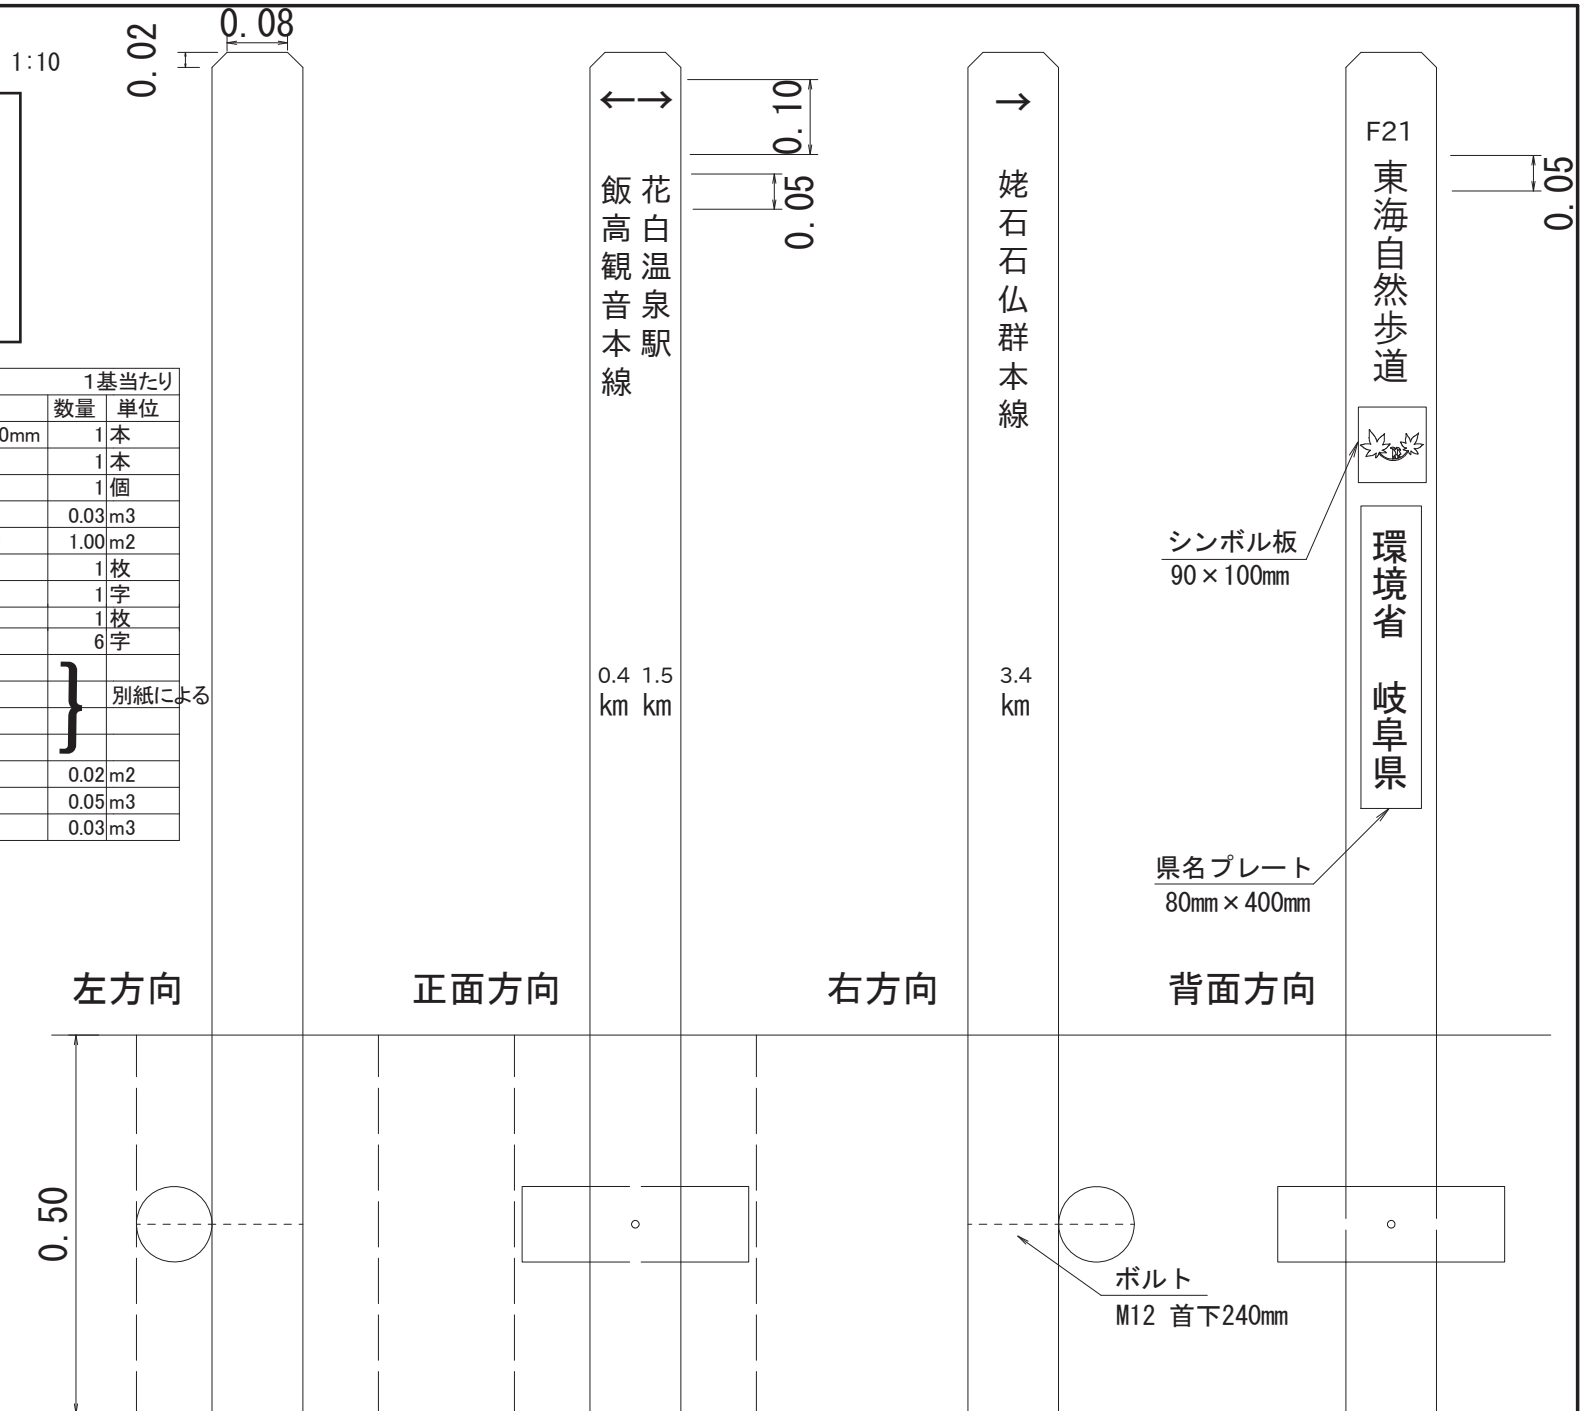 1:10
0.02
0.08
1基当たり
数量 単位
0mm 1 本
1 本
1 個
0.03 m3
1.00 m2
1 枚
1 字
1 枚
6 字
} 別紙による
0.02 m2
0.05 m3
0.03 m3
←→
花白温泉駅
飯高観音本線
0.4 1.5
km km
0.10
0.05
→
姥石石仏群本線
3.4
km
F21
東海自然歩道
環境省 岐阜県
0.05
シンボル板
90×100mm
県名プレート
80mm×400mm
左方向
正面方向
右方向
背面方向
0.50
ボルト
M12 首下240mm